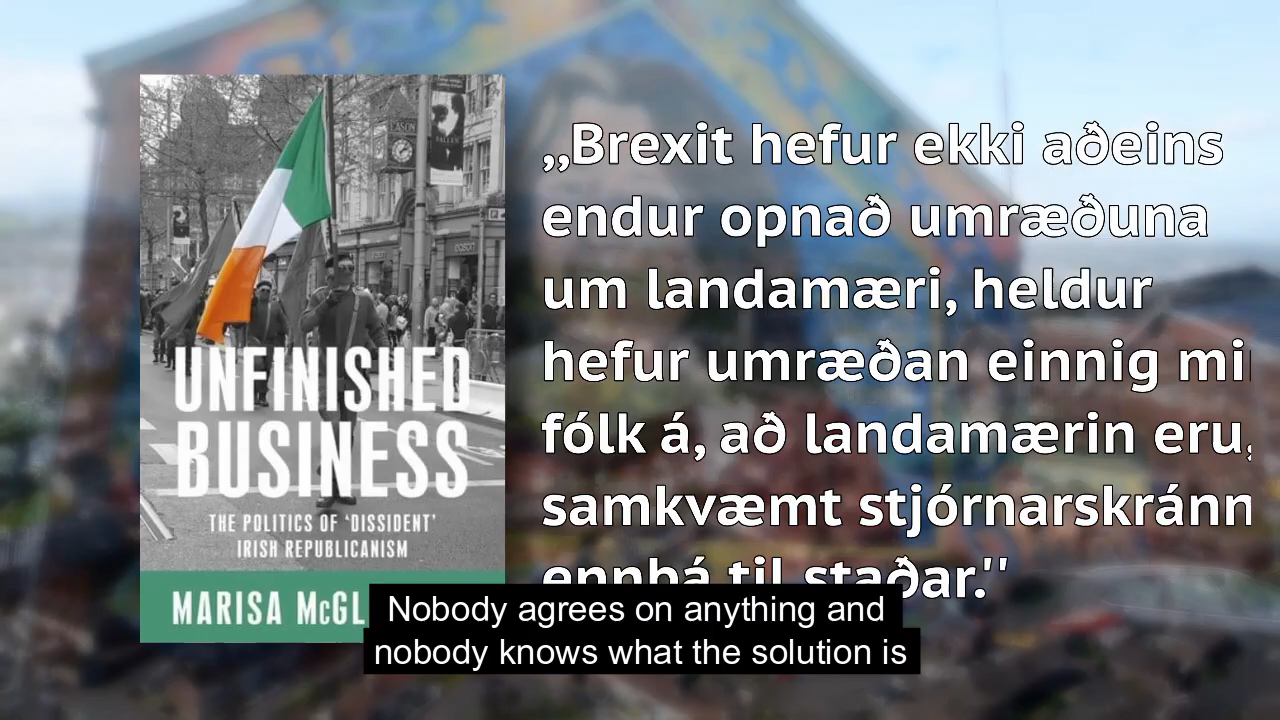 UNFINISHED
BUSINESS
THE POLITICS OF ‘DISSIDENT’
IRISH REPUBLICANISM
MARISA McGL
„Brexit hefur ekki aðeins
endur opnað umræðuna
um landamæri, heldur
hefur umræðan einnig mi
fólk á, að landamærin eru,
samkvæmt stjórnarskránn
ennþá til staðar."
Nobody agrees on anything and
nobody knows what the solution is